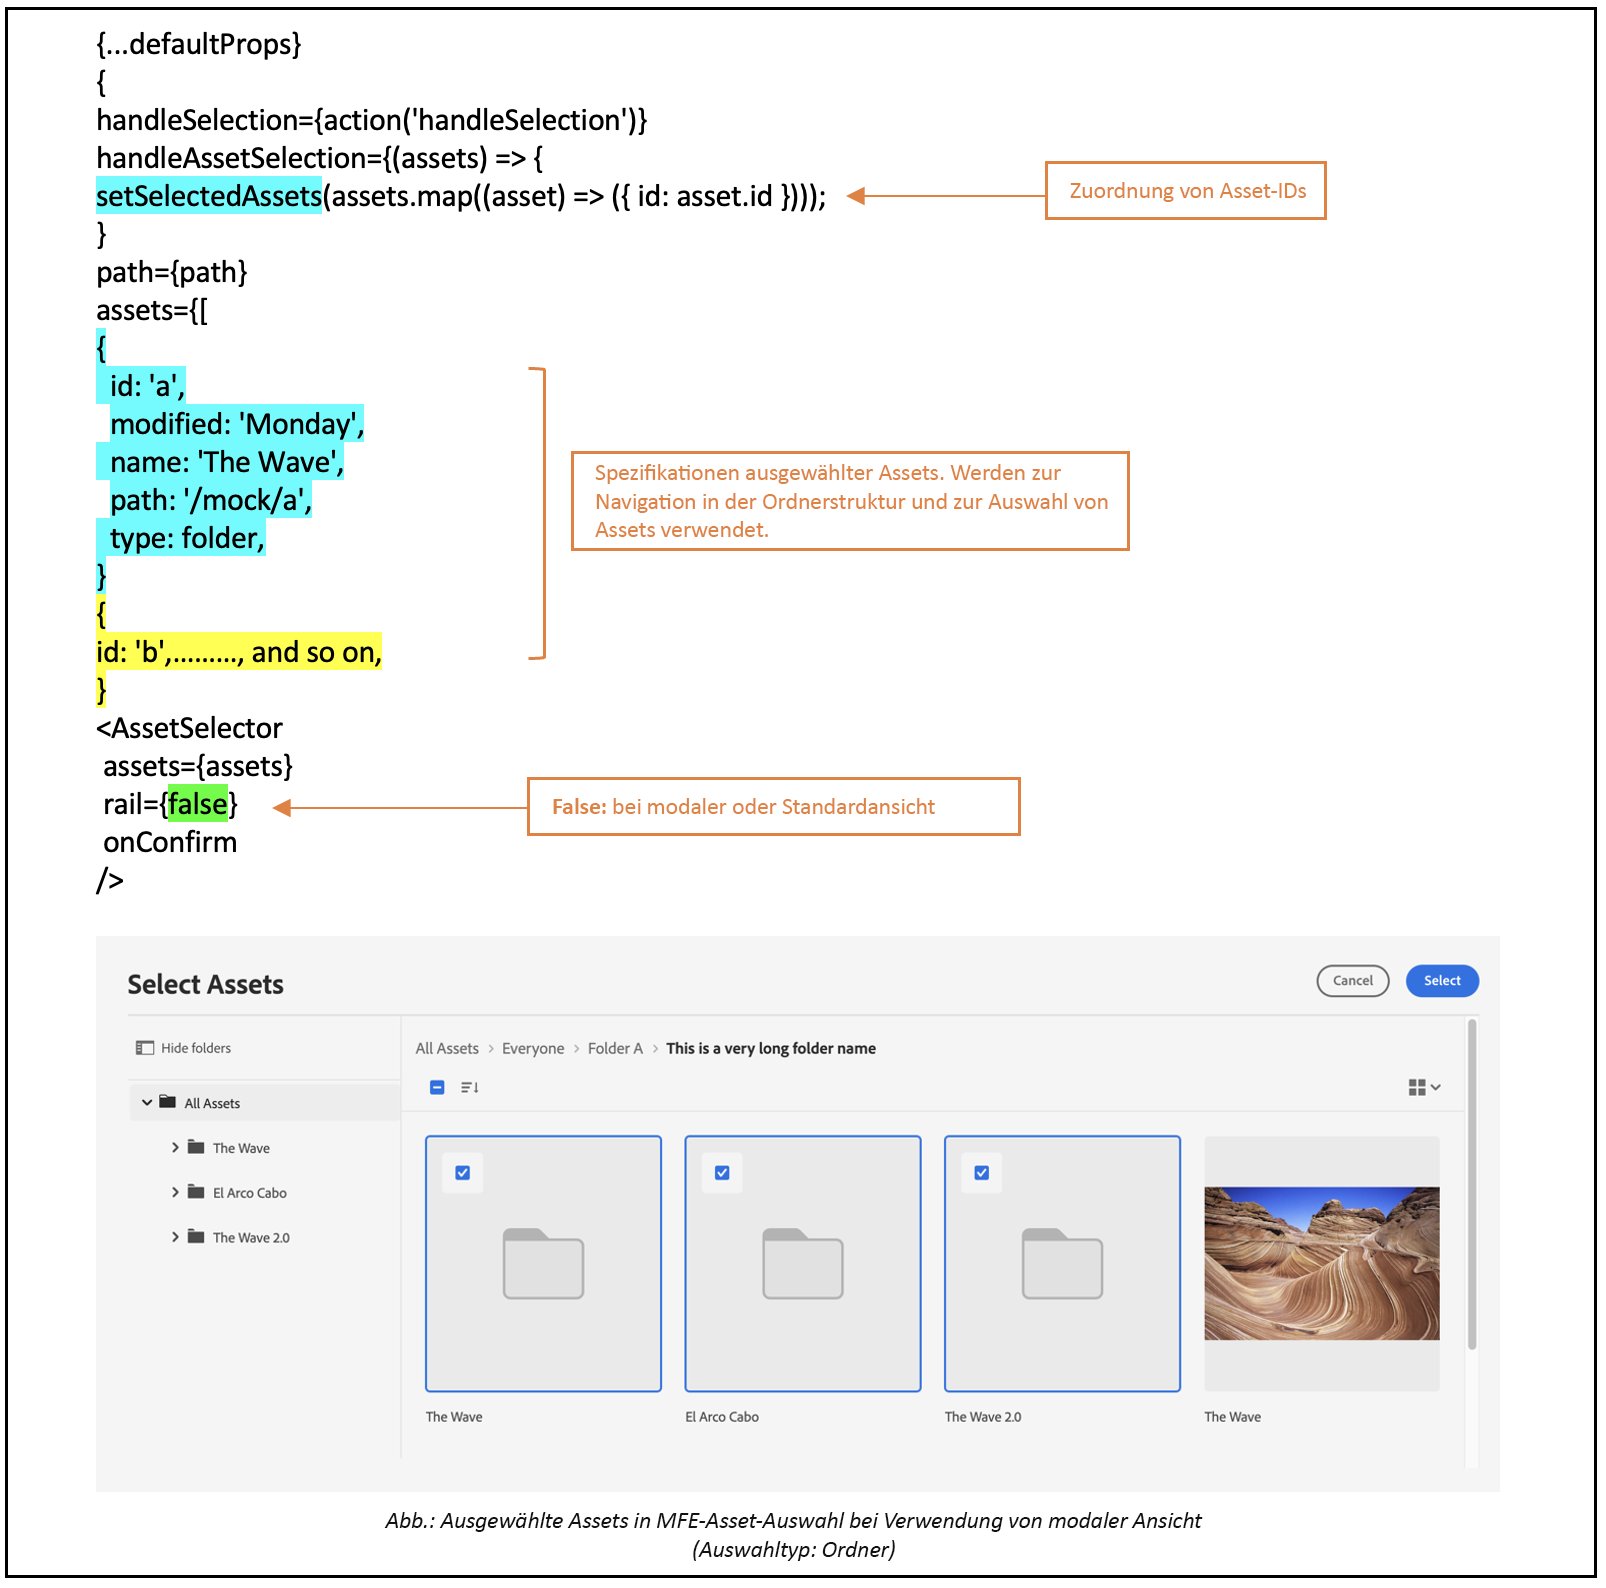 {...defaultProps}
{
handleSelection={action('handleSelection')}
handleAssetSelection={(assets) => {
setSelectedAssets(assets.map((asset) => ({ id: asset.id })));
Zuordnung von Asset-IDs
}
path={path}
assets={[
{
id: 'a',
modified: 'Monday',
name: 'The Wave',
path: '/mock/a',
type: folder,
}
{
id: 'b',........., and so on,
}
Spezifikationen ausgewählter Assets. Werden zur
Navigation in der Ordnerstruktur und zur Auswahl von
Assets verwendet.
<AssetSelector
assets={assets}
rail={false}
False: bei modaler oder Standardansicht
onConfirm
/>
Select Assets
Cancel
Select
Hide folders
All Assets
The Wave
El Arco Cabo
The Wave 2.0
All Assets > Everyone > Folder A > This is a very long folder name
The Wave
El Arco Cabo
The Wave 2.0
The Wave
Abb.: Ausgewählte Assets in MFE-Asset-Auswahl bei Verwendung von modaler Ansicht
(Auswahltyp: Ordner)